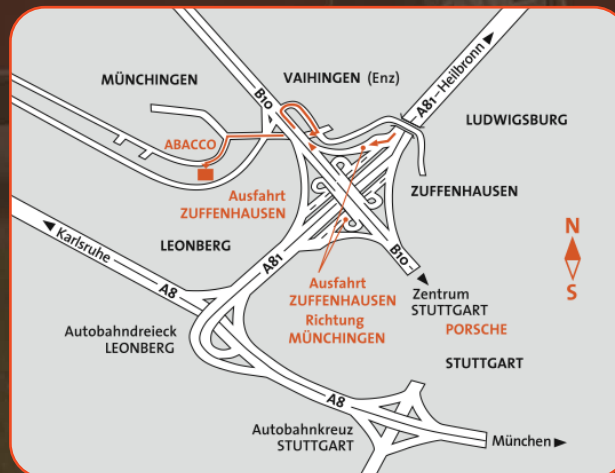 MÜNCHINGEN
VAIHINGEN (Enz)
B10
A81-Heilbronn
LUDWIGSBURG
ABACCO
Ausfahrt
ZUFFENHAUSEN
ZUFFENHAUSEN
LEONBERG
Karlsruhe
A8
A81
B10
N
S
Ausfahrt
ZUFFENHAUSEN
Richtung
MÜNCHINGEN
Zentrum
STUTTGART
PORSCHE
STUTTGART
Autobahndreieck
LEONBERG
A8
Autobahnkreuz
STUTTGART
München